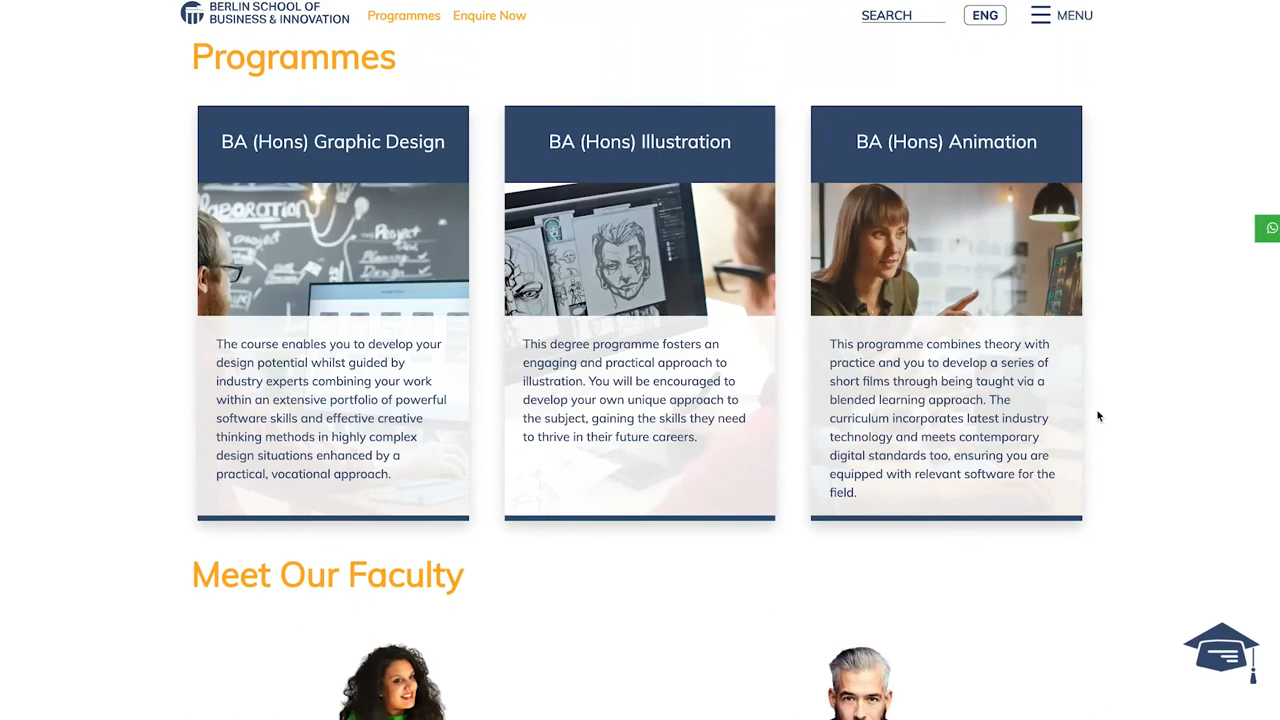 BERLIN SCHOOL OF
BUSINESS & INNOVATION
Programmes
Enquire Now
SEARCH
ENG
MENU
Programmes
BA (Hons) Graphic Design
BA (Hons) Illustration
BA (Hons) Animation
Project
Design
The course enables you to develop your
design potential whilst guided by
industry experts combining your work
within an extensive portfolio of powerful
software skills and effective creative
thinking methods in highly complex
design situations enhanced by a
practical, vocational approach.
This degree programme fosters an
engaging and practical approach to
illustration. You will be encouraged to
develop your own unique approach to
the subject, gaining the skills they need
to thrive in their future careers.
This programme combines theory with
practice and you to develop a series of
short films through being taught via a
blended learning approach. The
curriculum incorporates latest industry
technology and meets contemporary
digital standards too, ensuring you are
equipped with relevant software for the
field.
Meet Our Faculty